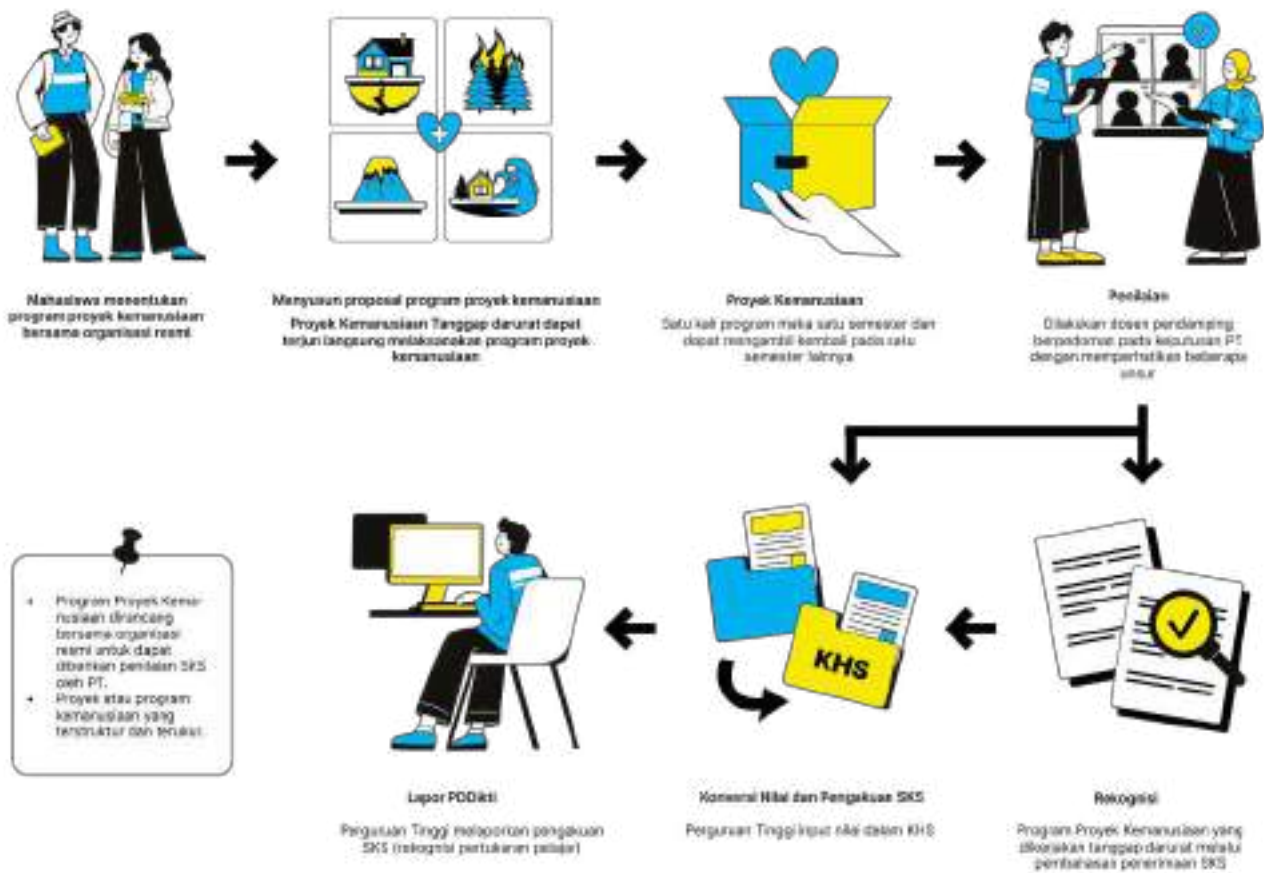 Mahasiswa menentukan
program proyek kemanusiaan
bersama organisasi resmi
Menyusun proposal program proyek kemanusiaan
Proyek Kemanusiaan Tanggap darurat dapat
terjun langsung melaksanakan program proyek
kemanusiaan
Proyek Kemanusiaan
Satu kali program maka satu semester dan
dapat mengambil kembali pada satu
semester lainnya
Penilaian
Dilakukan dosen pendamping
berpedoman pada keputusan PT
dengan memperhatikan beberapa
unsur
Program Proyek Kema-
nusiaan dirancang
bersama organisasi
resmi untuk dapat
diberikan penilaian SKS
oleh PT.
Proyek atau program
kemanusiaan yang
terstruktur dan terukur.
Lapor PDDikti
Perguruan Tinggi melaporkan pengakuan
SKS (rekognisi pertukaran pelajar)
KHS
Konversi Nilai dan Pengakuan SKS
Perguruan Tinggi input nilai dalam KHS
Rekognisi
Program Proyek Kemanusiaan yang
dikerjakan tanggap darurat melalui
pembahasan penerimaan SKS